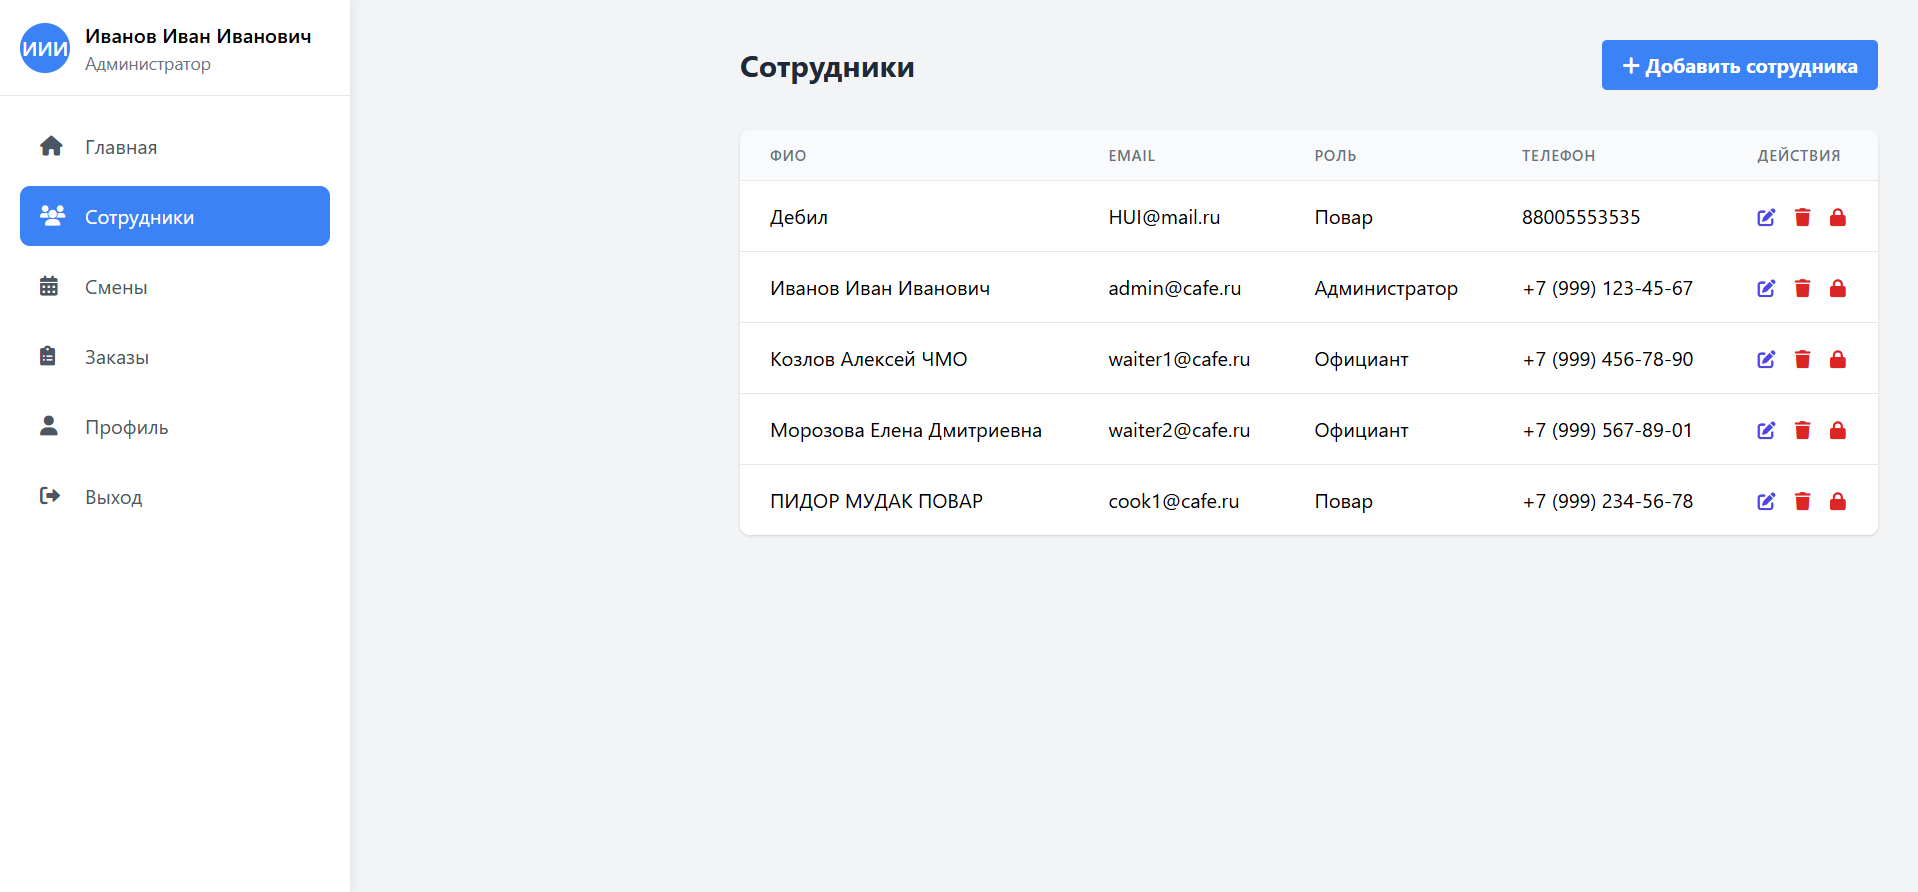 ИИИ
Иванов Иван Иванович
Администратор
Главная
Сотрудники
Смены
Заказы
Профиль
Выход
Сотрудники
+ Добавить сотрудника
ФИО EMAIL РОЛЬ ТЕЛЕФОН ДЕЙСТВИЯ
Дебил HUI@mail.ru Повар 88005553535
Иванов Иван Иванович admin@cafe.ru Администратор +7 (999) 123-45-67
Козлов Алексей ЧМО waiter1@cafe.ru Официант +7 (999) 456-78-90
Морозова Елена Дмитриевна waiter2@cafe.ru Официант +7 (999) 567-89-01
ПИДОР МУДАК ПОВАР cook1@cafe.ru Повар +7 (999) 234-56-78